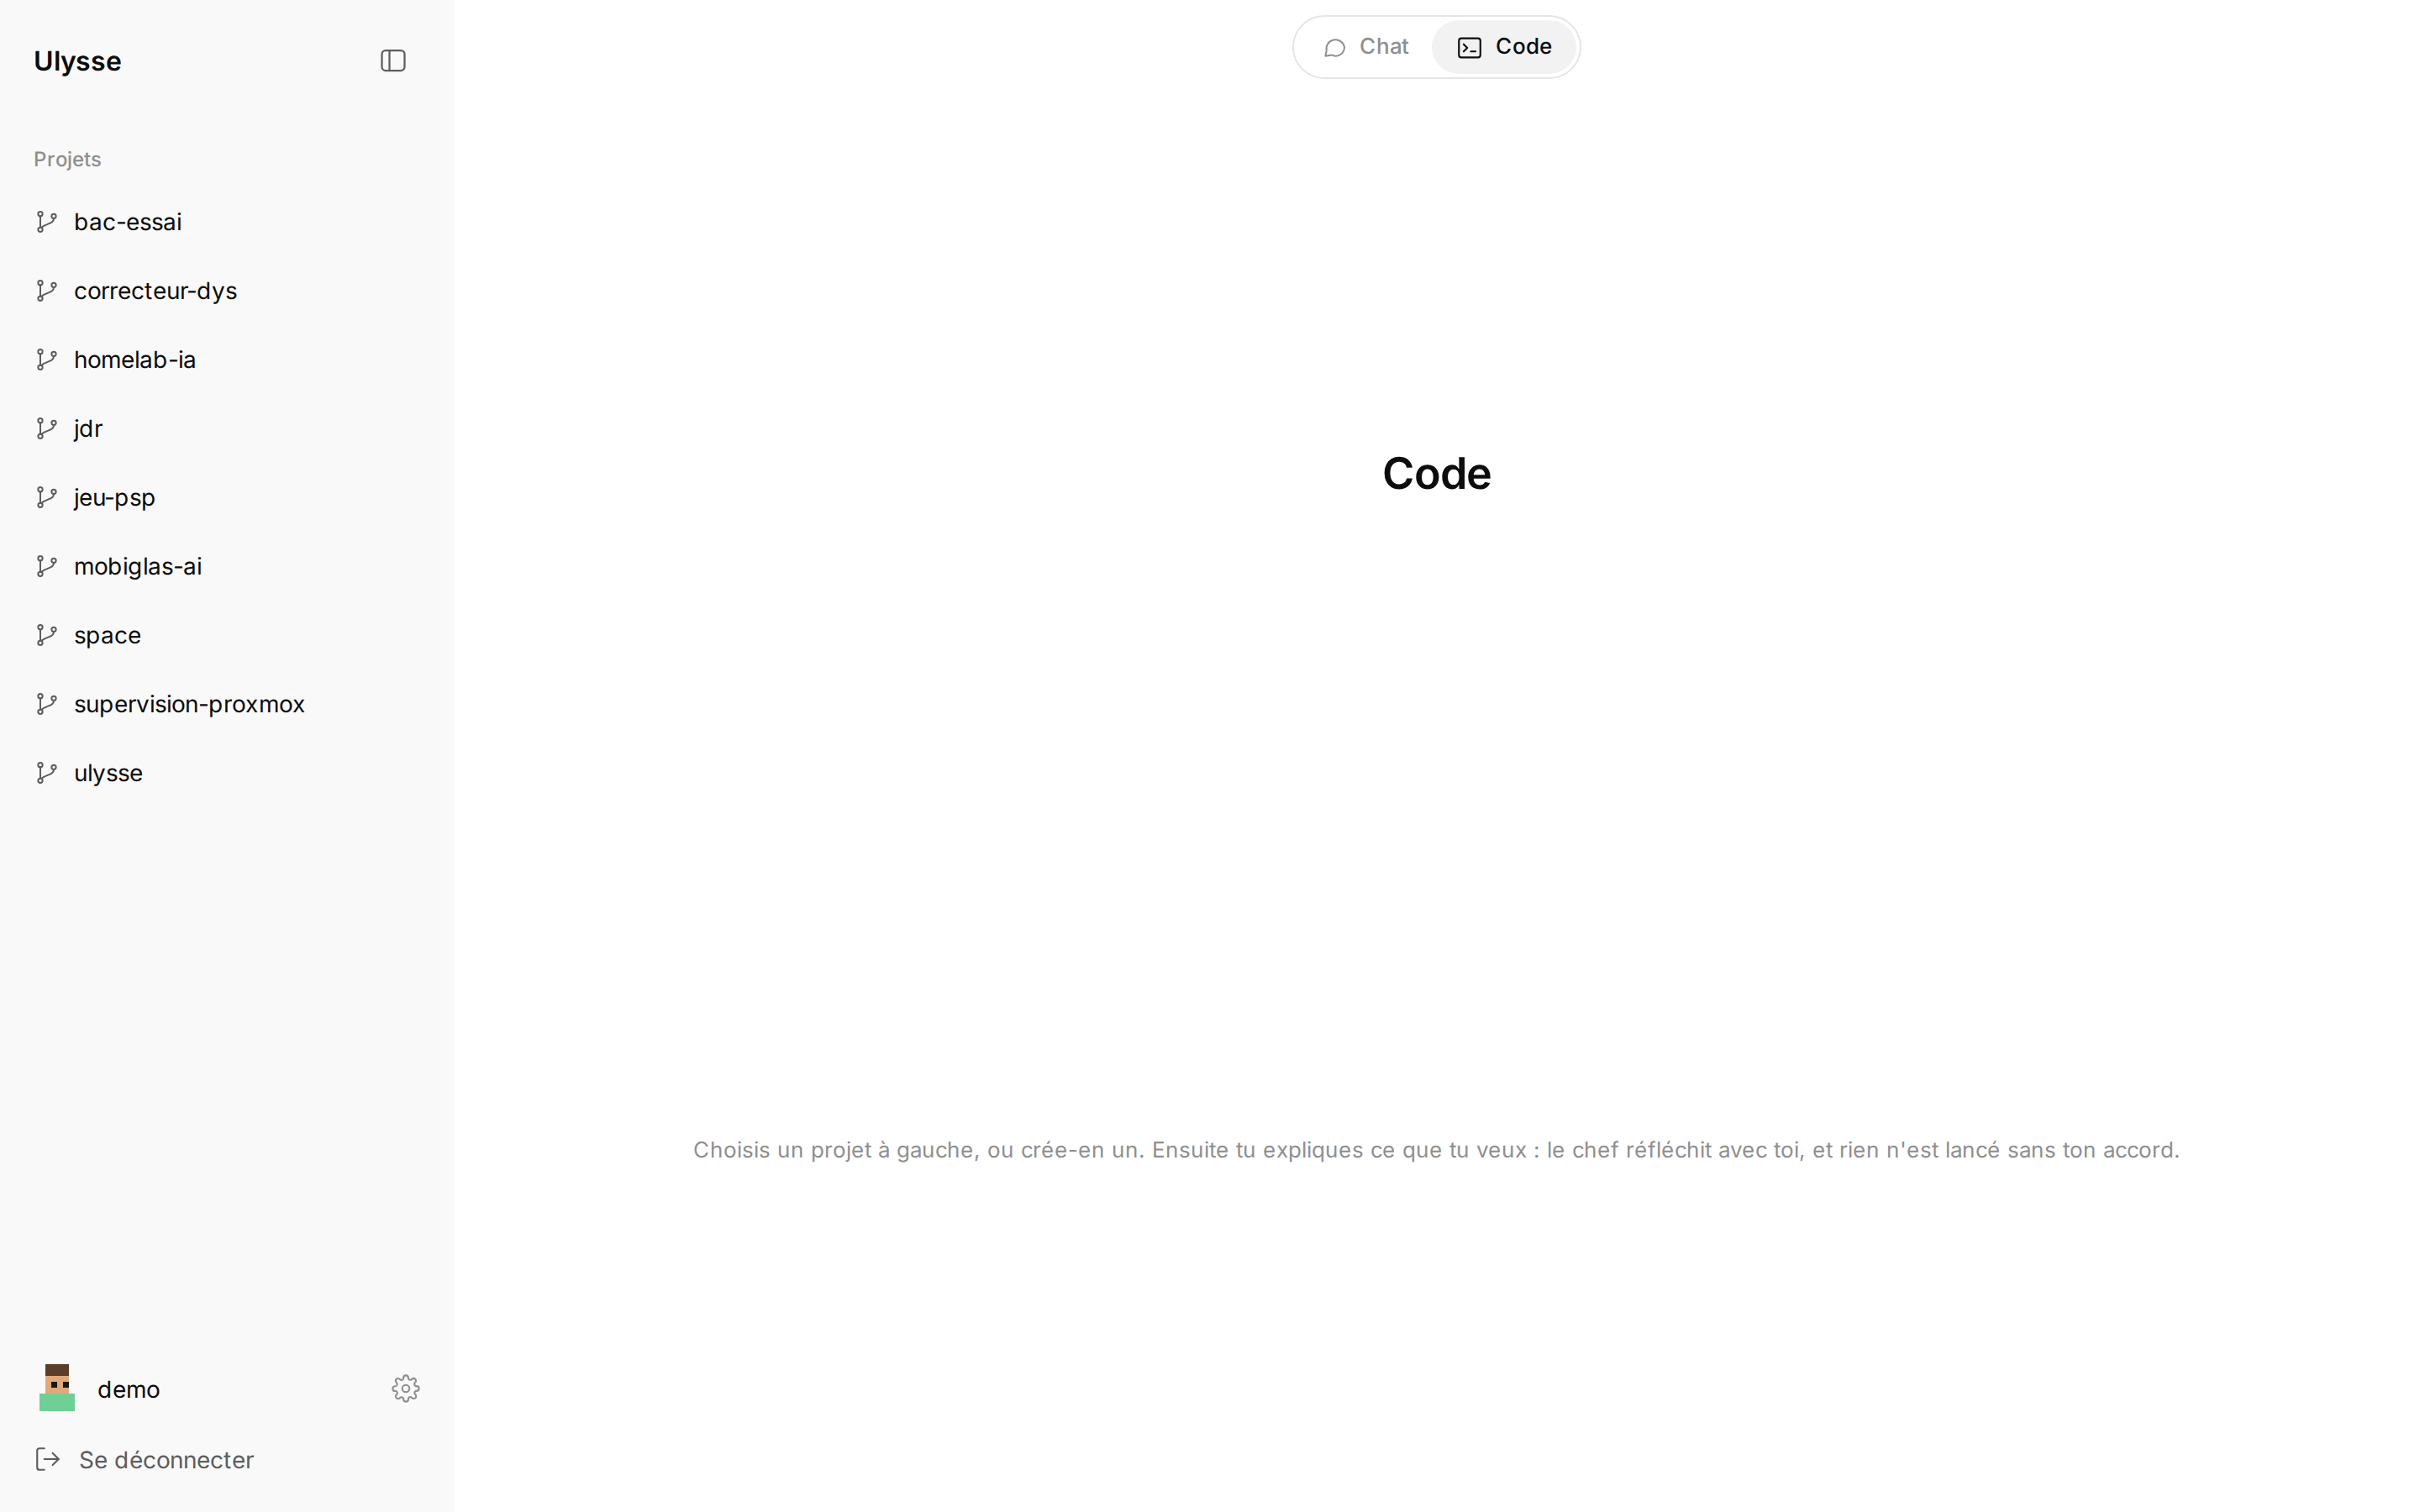 Ulysse
Chat
Code
Projets
bac-essai
correcteur-dys
homelab-ia
jdr
jeu-psp
mobiglas-ai
space
supervision-proxmox
ulysse
Code
Choisis un projet à gauche, ou crée-en un. Ensuite tu expliques ce que tu veux : le chef réfléchit avec toi, et rien n'est lancé sans ton accord.
demo
Se déconnecter